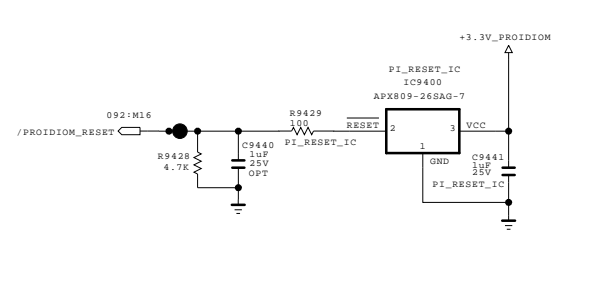 +3.3V_PROIDIOM
PI_RESET_IC
IC9400
APX809-26SAG-7
092:M16
/PROIDIOM_RESET
R9429
100
PI_RESET_IC
RESET
2
3
VCC
1
GND
R9428
4.7K
C9440
1uF
25V
OPT
C9441
1uF
25V
PI_RESET_IC